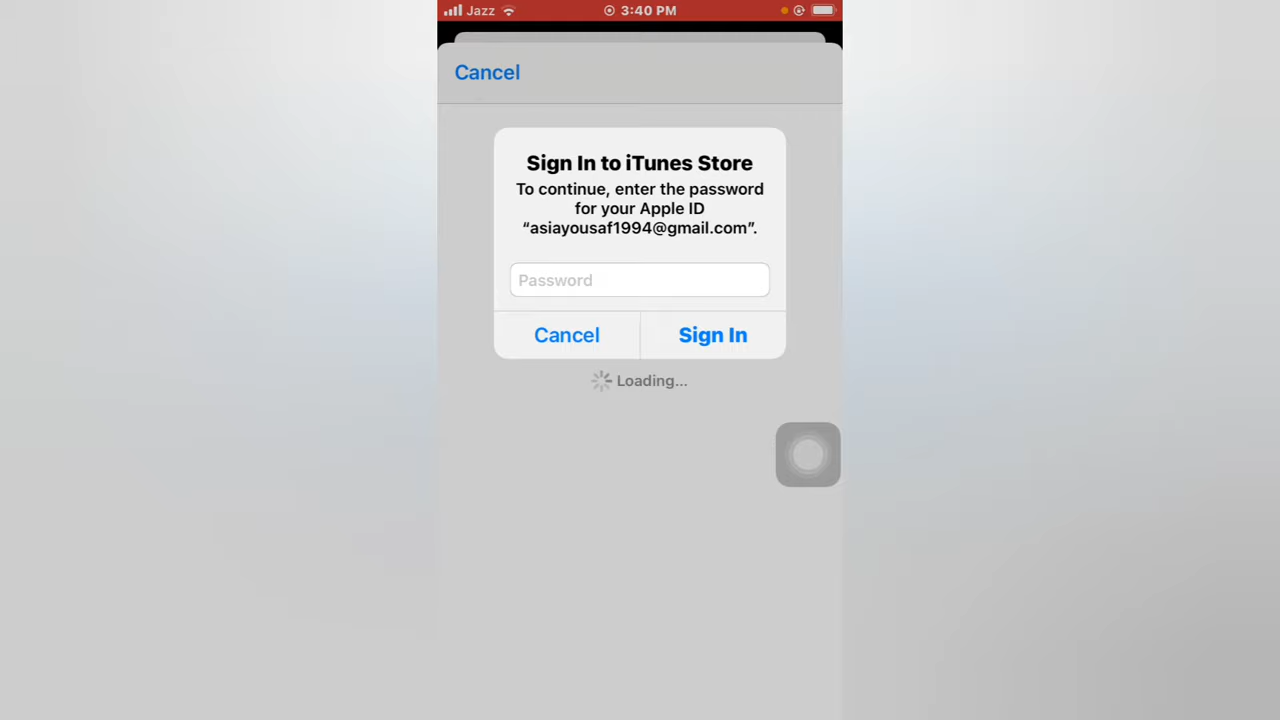 Jazz 3:40 PM
Cancel
Sign In to iTunes Store
To continue, enter the password
for your Apple ID
“asiayousaf1994@gmail.com”.
Password
Cancel Sign In
Loading...